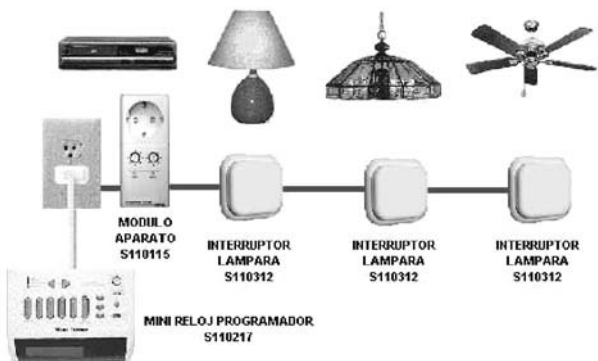 MODULO
APARATO
S110115
INTERRUPTOR
LAMPARA
S110312
INTERRUPTOR
LAMPARA
S110312
INTERRUPTOR
LAMPARA
S110312
MINI RELOJ PROGRAMADOR
S110217